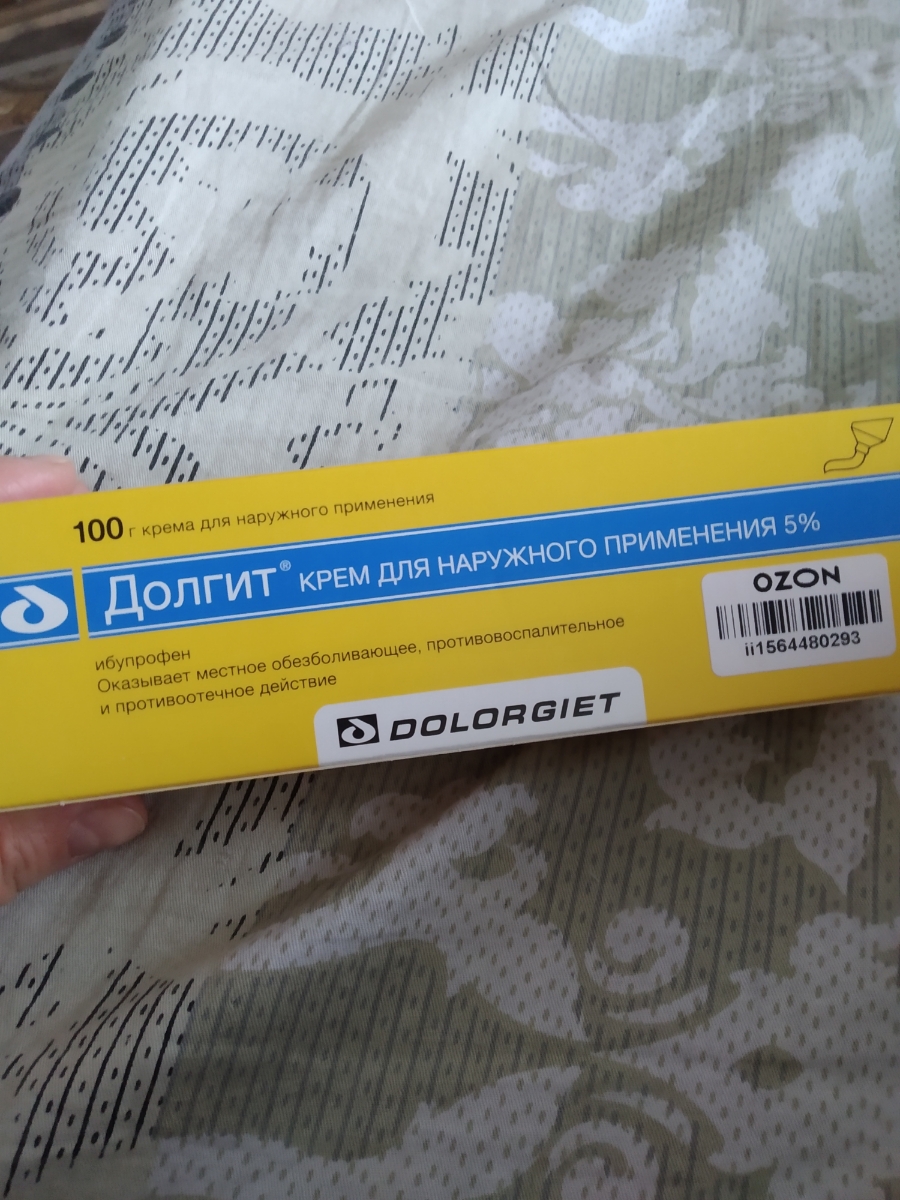 100 г крема для наружного применения
Долгит® КРЕМ ДЛЯ НАРУЖНОГО ПРИМЕНЕНИЯ 5%
OZON
ii1564480293
ибупрофен
Оказывает местное обезболивающее, противовоспалительное
и противоотечное действие
DOLORGIET